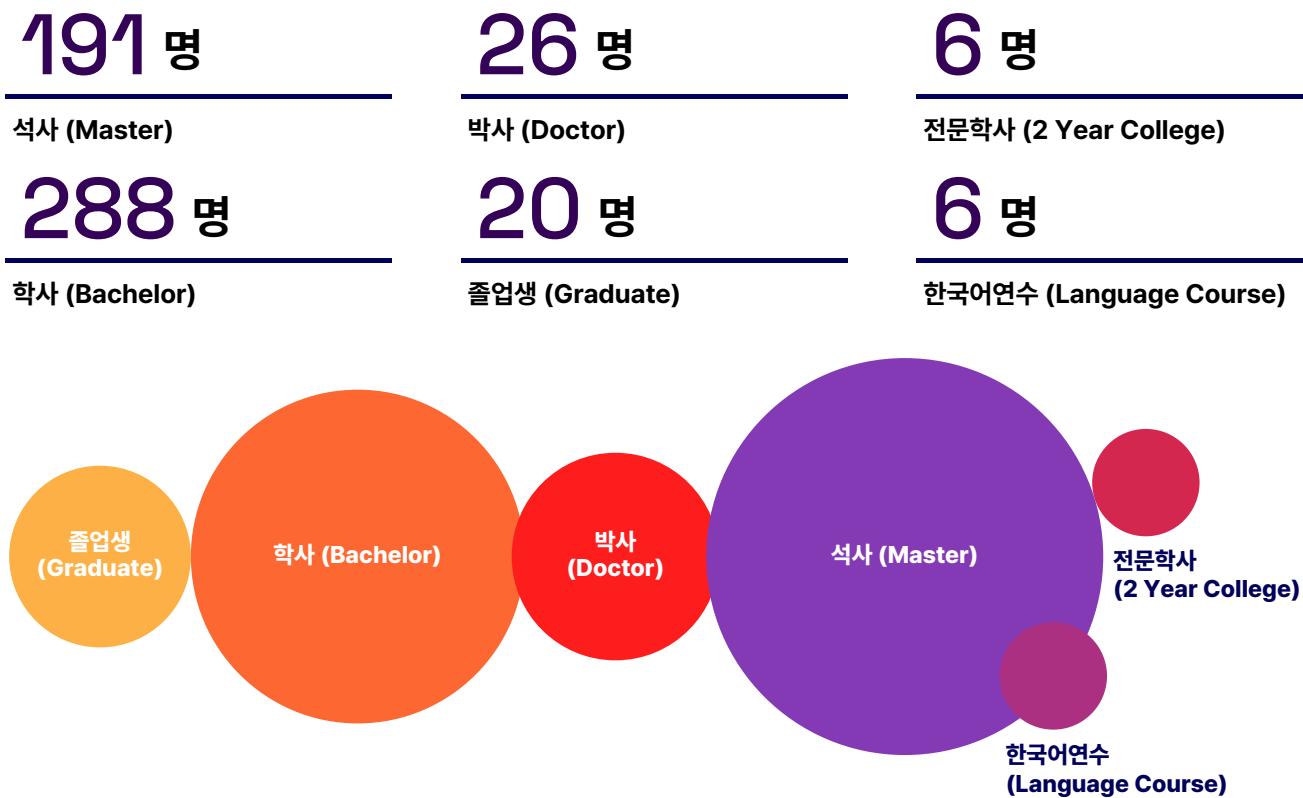 191 명
26 명
6 명
석사 (Master)
박사 (Doctor)
전문학사 (2 Year College)
288 명
20 명
6 명
학사 (Bachelor)
졸업생 (Graduate)
한국어연수 (Language Course)
졸업생
(Graduate)
학사 (Bachelor)
박사
(Doctor)
석사 (Master)
전문학사
(2 Year College)
한국어연수
(Language Course)